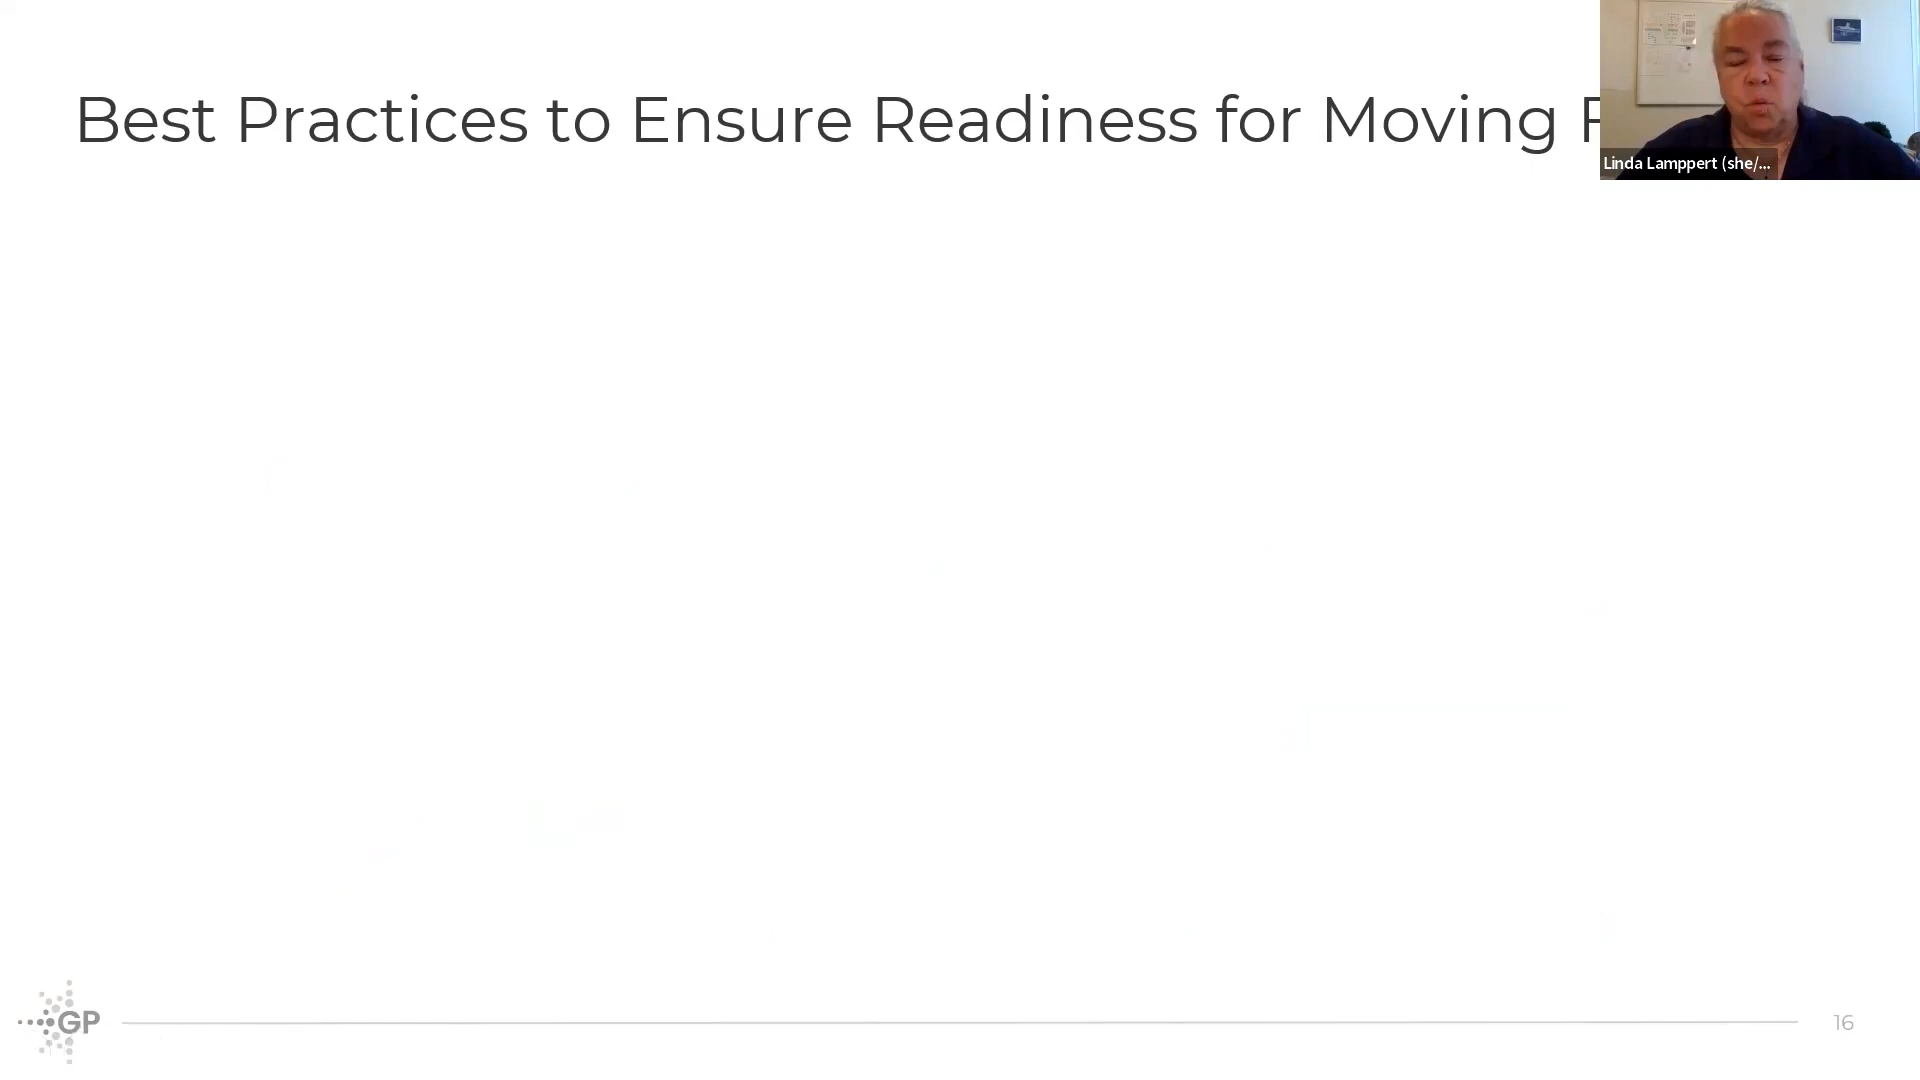 Best Practices to Ensure Readiness for Moving
Linda Lamppert (she/...
GP
16